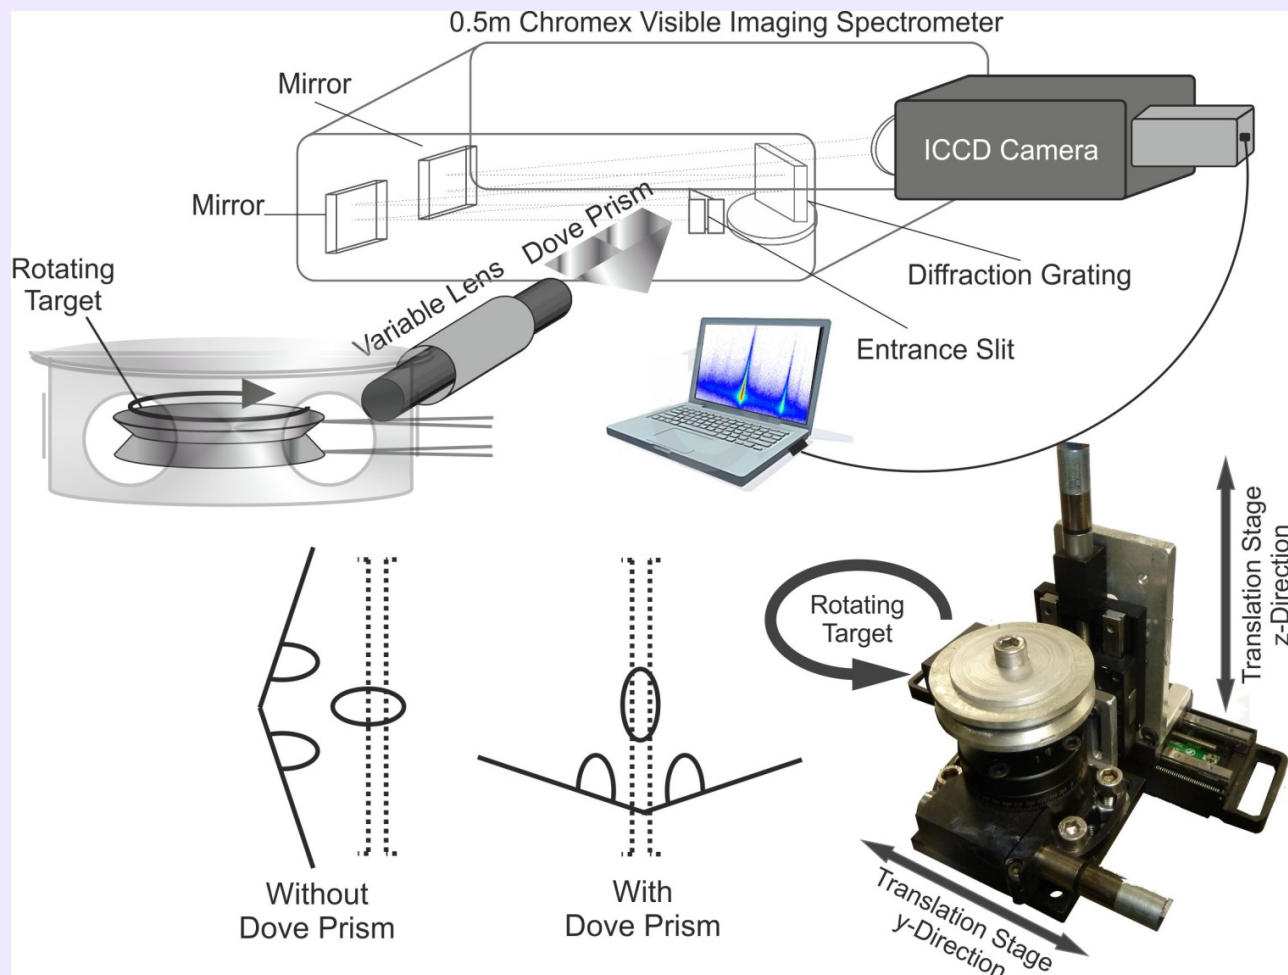 0.5m Chromex Visible Imaging Spectrometer
Mirror
ICCD Camera
Mirror
Dove Prism
Rotating
Target
Diffraction Grating
Variable Lens
Entrance Slit
Rotating
Target
Translation Stage
z-Direction
Without
Dove Prism
With
Dove Prism
Translation Stage
y-Direction